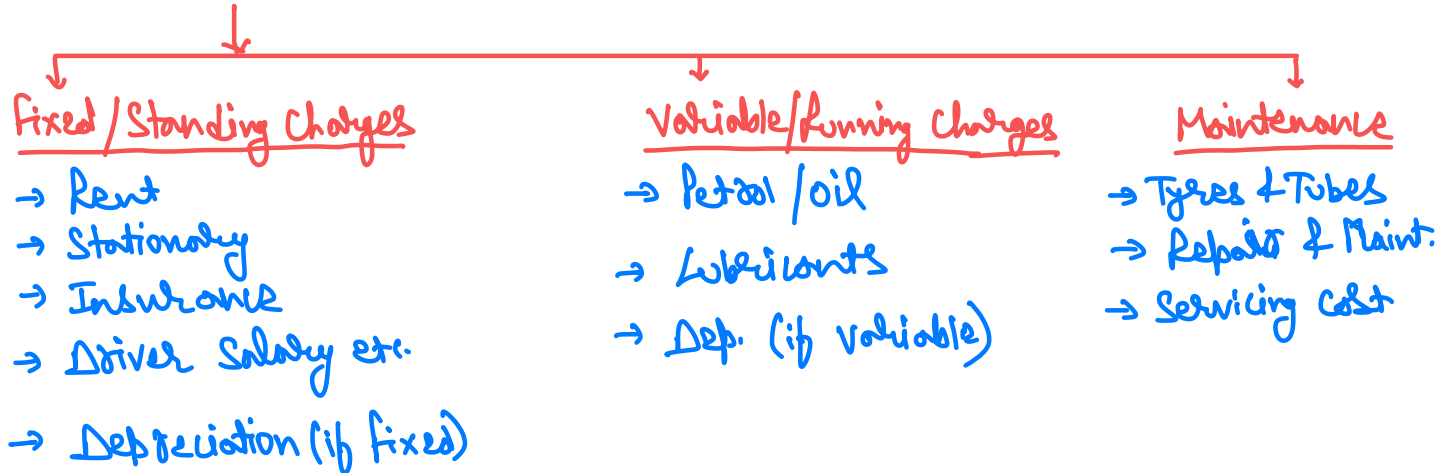 Fixed/Standing Charges
→ Rent
→ Stationary
→ Insurance
→ Driver Salary etc.
→ Depreciation (if fixed)
Variable/Running Charges
→ Petrol/oil
→ Lubricants
→ Dep. (if variable)
Maintenance
→ Tyres & Tubes
→ Repair & Maint.
→ Servicing Cost